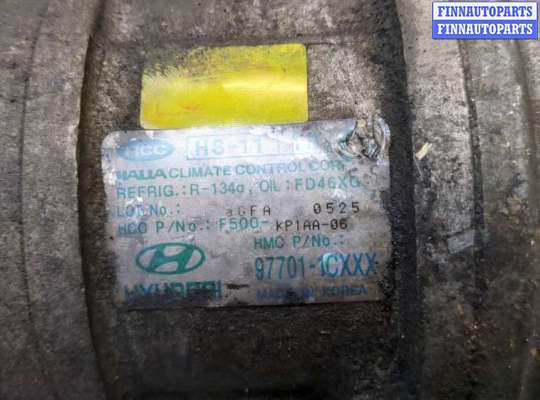 FINNAUTOPARTS
FINNAUTOPARTS
HCC HS-11
HALLA CLIMATE CONTROL CORP
REFRIG.: R-134a, OIL: FD46XG
LOT No.: aGFA 0525
HCC P/No.: F500- KP1AA-06
HMC P/No.:
97701-1CXXX
HYUNDAI
MADE IN KOREA